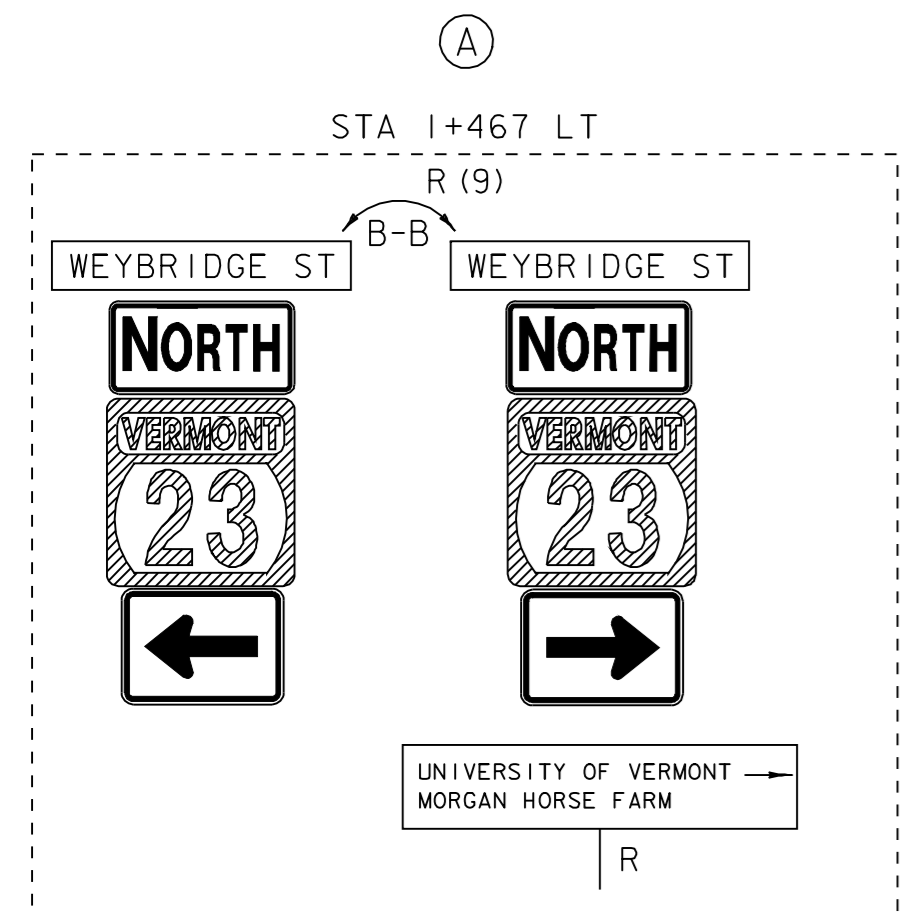 A
STA 1+467 LT
R (9)
B-B
WEYBRIDGE ST
NORTH
VERMONT
23
WEYBRIDGE ST
NORTH
VERMONT
23
UNIVERSITY OF VERMONT
MORGAN HORSE FARM
R